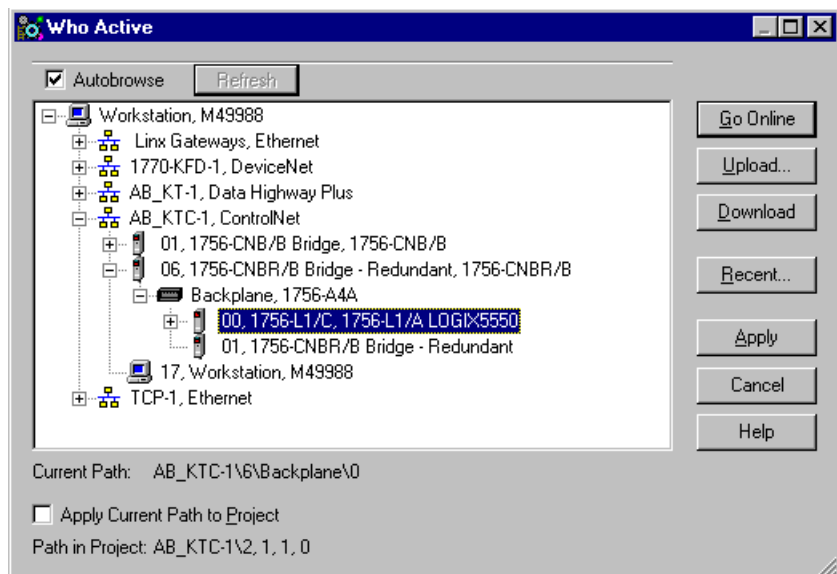 Who Active
Autobrowse
Refresh
Workstation, M49988
Linx Gateways, Ethernet
1770-KFD-1, DeviceNet
AB_KT-1, Data Highway Plus
AB_KTC-1, ControlNet
01, 1756-CNB/B Bridge, 1756-CNB/B
06, 1756-CNBR/B Bridge - Redundant, 1756-CNBR/B
Backplane, 1756-A4A
00, 1756-L1/C, 1756-L1/A LOGIX5550
01, 1756-CNBR/B Bridge - Redundant
17, Workstation, M49988
TCP-1, Ethernet
Go Online
Upload...
Download
Recent...
Apply
Cancel
Help
Current Path: AB_KTC-1\6\Backplane\0
Apply Current Path to Project
Path in Project: AB_KTC-1\2, 1, 1, 0